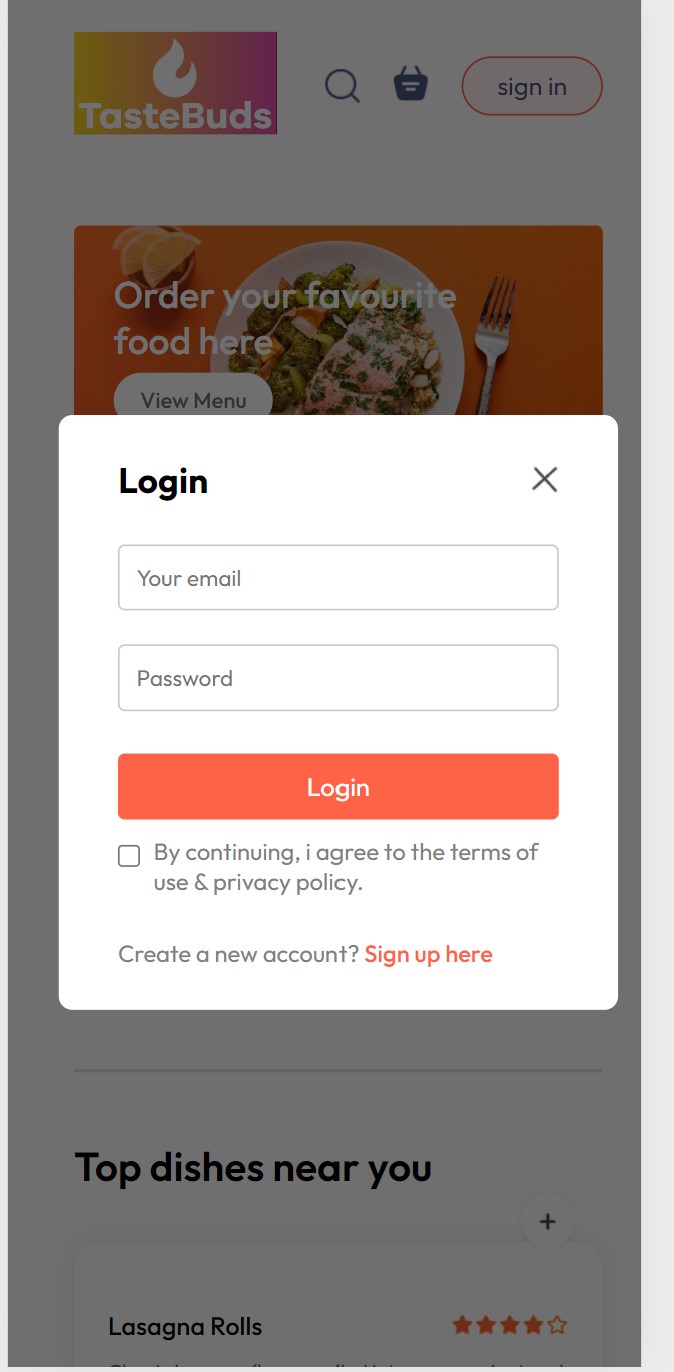 TasteBuds
sign in
Order your favourite
food here
View Menu
Login
Your email
Password
Login
By continuing, i agree to the terms of
use & privacy policy.
Create a new account? Sign up here
Top dishes near you
+
Lasagna Rolls